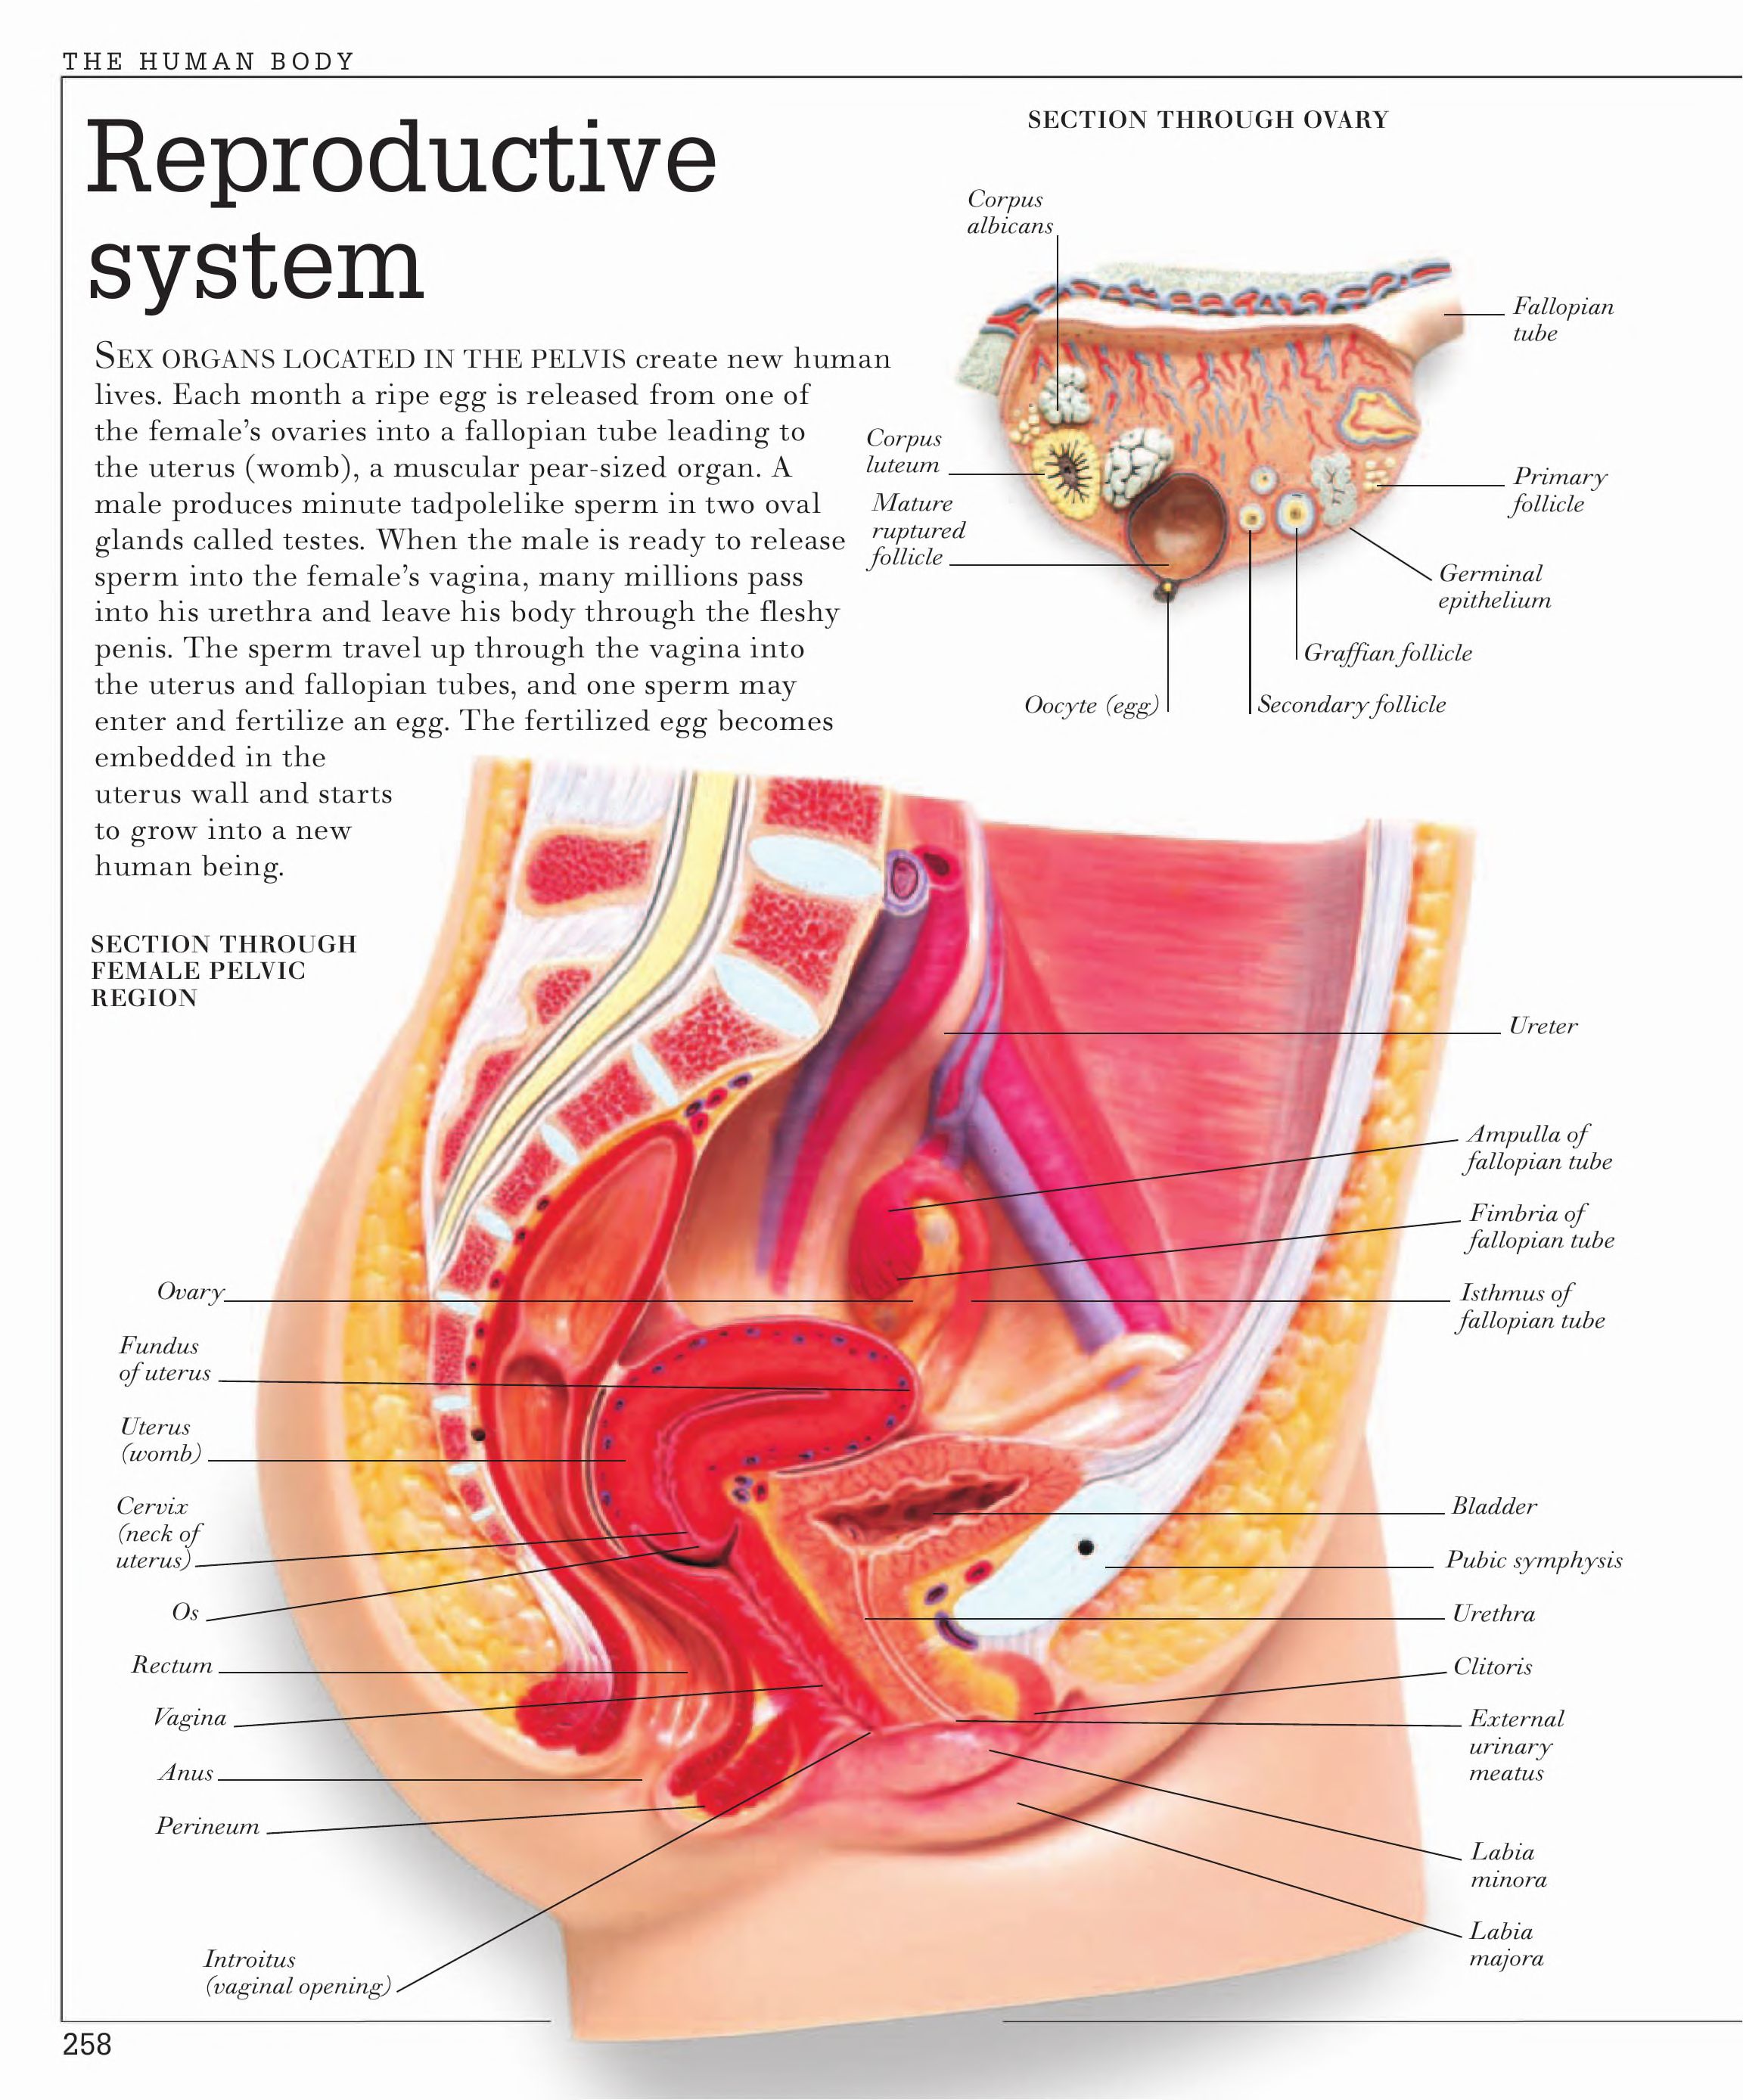 THE HUMAN BODY
Reproductive
system
SEX ORGANS LOCATED IN THE PELVIS create new human
lives. Each month a ripe egg is released from one of
the female’s ovaries into a fallopian tube leading to
the uterus (womb), a muscular pear-sized organ. A
male produces minute tadpolelike sperm in two oval
glands called testes. When the male is ready to release
sperm into the female’s vagina, many millions pass
into his urethra and leave his body through the fleshy
penis. The sperm travel up through the vagina into
the uterus and fallopian tubes, and one sperm may
enter and fertilize an egg. The fertilized egg becomes
embedded in the
uterus wall and starts
to grow into a new
human being.
SECTION THROUGH OVARY
Corpus
albicans
Corpus
luteum
Mature
ruptured
follicle
Oocyte (egg)
Secondary follicle
Graffian follicle
Germinal
epithelium
Primary
follicle
Fallopian
tube
SECTION THROUGH
FEMALE PELVIC
REGION
Ovary
Fundus
of uterus
Uterus
(womb)
Cervix
(neck of
uterus)
Os
Rectum
Vagina
Anus
Perineum
Introitus
(vaginal opening)
Ureter
Ampulla of
fallopian tube
Fimbria of
fallopian tube
Isthmus of
fallopian tube
Bladder
Pubic symphysis
Urethra
Clitoris
External
urinary
meatus
Labia
minora
Labia
majora
258